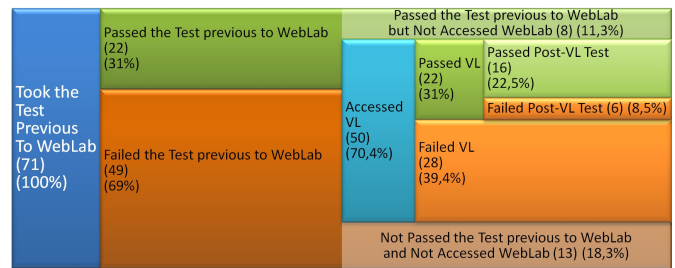 Took the
Test
Previous
To WebLab
(71)
(100%)
Passed the Test previous to WebLab
(22)
(31%)
Failed the Test previous to WebLab
(49)
(69%)
Passed the Test previous to WebLab
but Not Accessed WebLab (8) (11,3%)
Accessed
VL
(50)
(70,4%)
Passed VL
(22)
(31%)
Passed Post-VL Test
(16)
(22,5%)
Failed Post-VL Test (6) (8,5%)
Failed VL
(28)
(39,4%)
Not Passed the Test previous to WebLab
and Not Accessed WebLab (13) (18,3%)